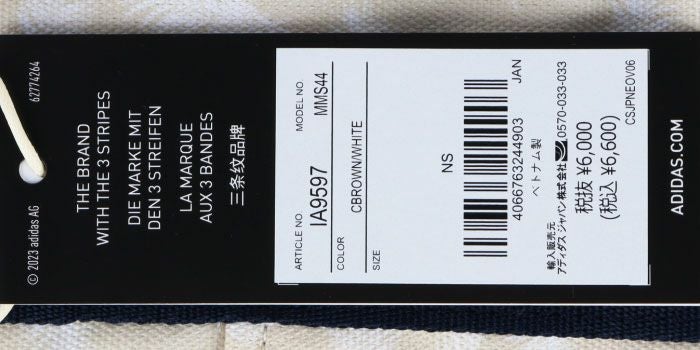 THE BRAND
WITH THE 3 STRIPES
DIE MARKE MIT
DEN 3 STREIFEN
LA MARQUE
AUX 3 BANDES
三条纹品牌
© 2023 adidas AG
62774264
ARTICLE NO.
IA9597
MODEL NO.
MMS44
COLOR
CBROWN/WHITE
SIZE
NS
JAN
4066763244903
ベトナム製
輸入販売元
アディダス ジャパン 株式会社 0570-033-033
税抜 ¥6,000
(税込 ¥6,600)
CSJPNEOV06
ADIDAS.COM